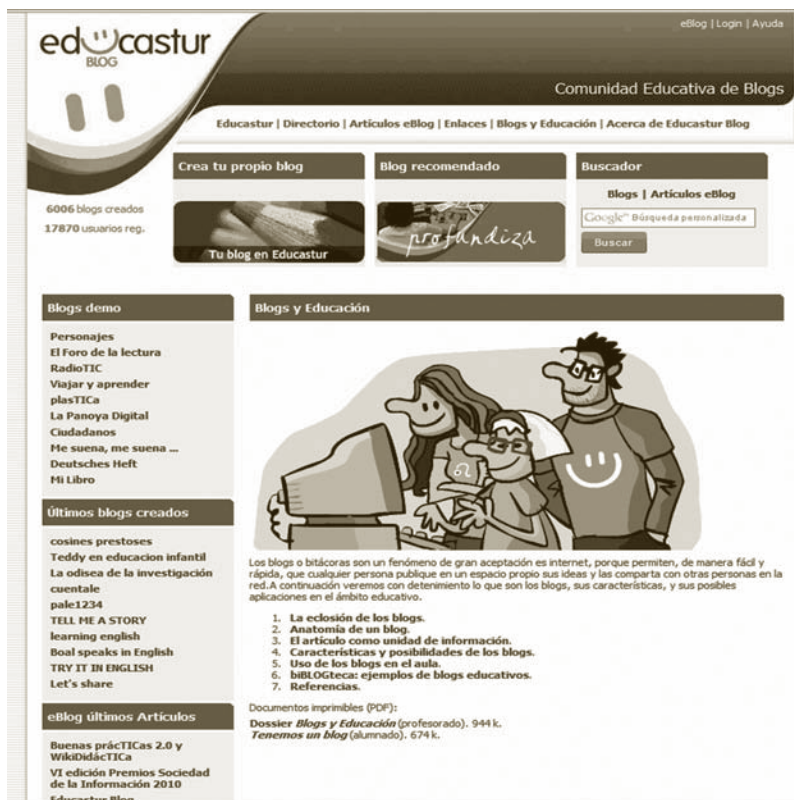 educastur
BLOG
eBlog | Login | Ayuda
Comunidad Educativa de Blogs
Educastur | Directorio | Artículos eBlog | Enlaces | Blogs y Educación | Acerca de Educastur Blog
6006 blogs creados
17870 usuarios reg.
Crea tu propio blog
Tu blog en Educastur
Blog recomendado
profundiza
Buscador
Blogs | Artículos eBlog
Google™ Búsqueda personalizada
Buscar
Blogs demo
Personajes
El Foro de la lectura
RadioTIC
Viajar y aprender
plasTICa
La Panoya Digital
Ciudadanos
Me suena, me suena ...
Deutsches Heft
Mi Libro
Últimos blogs creados
cosines prestoses
Teddy en educacion infantil
La odisea de la investigación
cuentale
pale1234
TELL ME A STORY
learning english
Boal speaks in English
TRY IT IN ENGLISH
Let's share
eBlog últimos Artículos
Buenas prácTICas 2.0 y
WikiDidácTICa
VI edición Premios Sociedad
de la Información 2010
Educastur Blog
Blogs y Educación
Los blogs o bitácoras son un fenómeno de gran aceptación es internet, porque permiten, de manera fácil y
rápida, que cualquier persona publique en un espacio propio sus ideas y las comparta con otras personas en la
red.A continuación veremos con detenimiento lo que son los blogs, sus características, y sus posibles
aplicaciones en el ámbito educativo.
1. La eclosión de los blogs.
2. Anatomía de un blog.
3. El artículo como unidad de información.
4. Características y posibilidades de los blogs.
5. Uso de los blogs en el aula.
6. biBLOGteca: ejemplos de blogs educativos.
7. Referencias.
Documentos imprimibles (PDF):
Dossier Blogs y Educación (profesorado). 944 k.
Tenemos un blog (alumnado). 674 k.